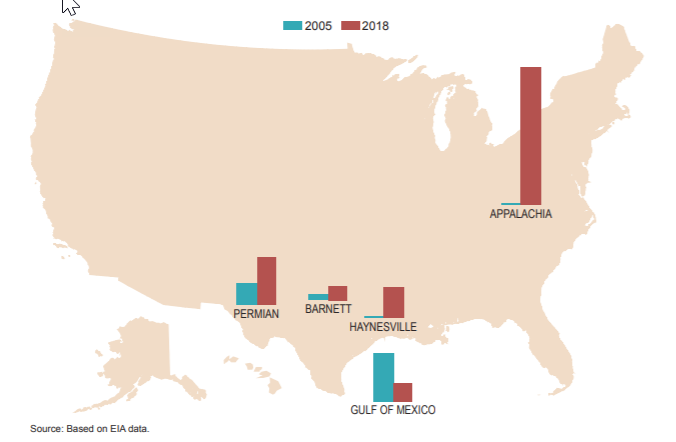 2005 2018
APPALACHIA
PERMIAN
BARNETT
HAYNESVILLE
GULF OF MEXICO
Source: Based on EIA data.